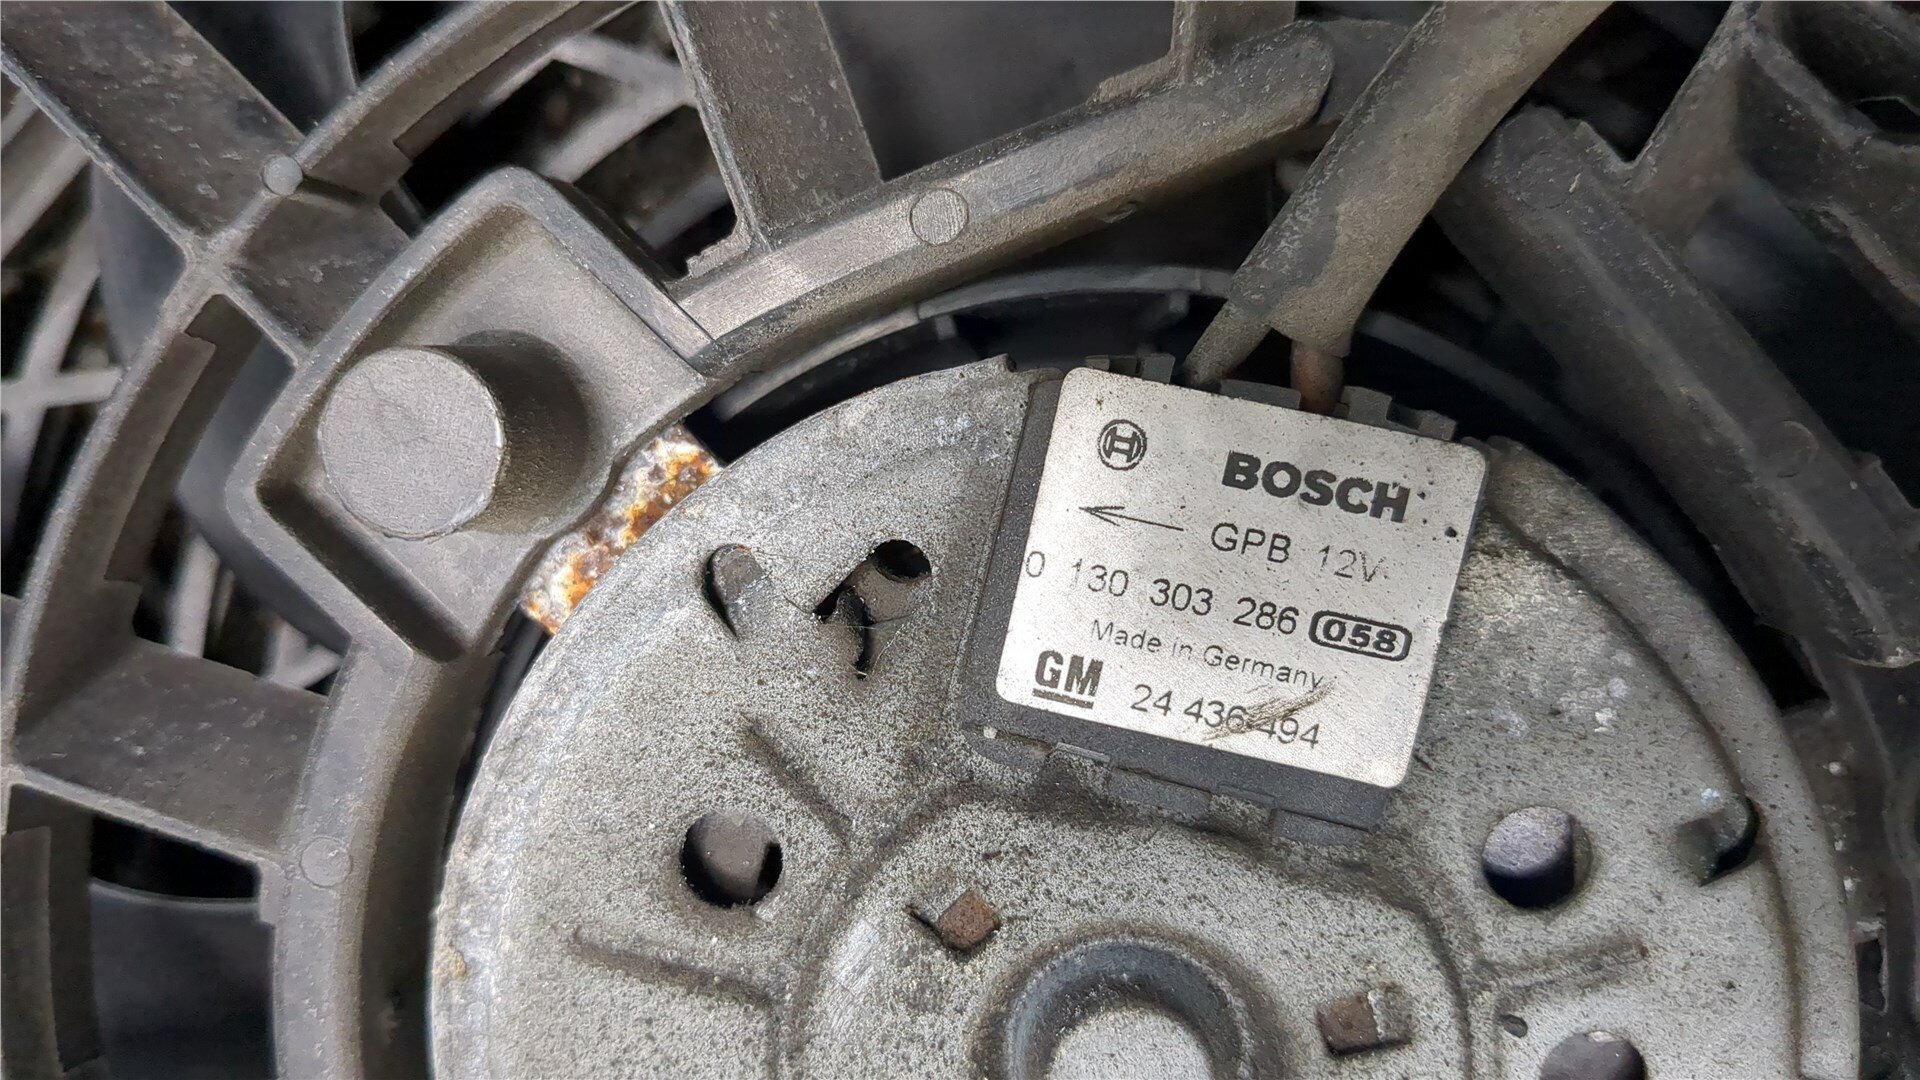 BOSCH
GPB 12V
0 130 303 286 058
Made in Germany
GM 24 436 494